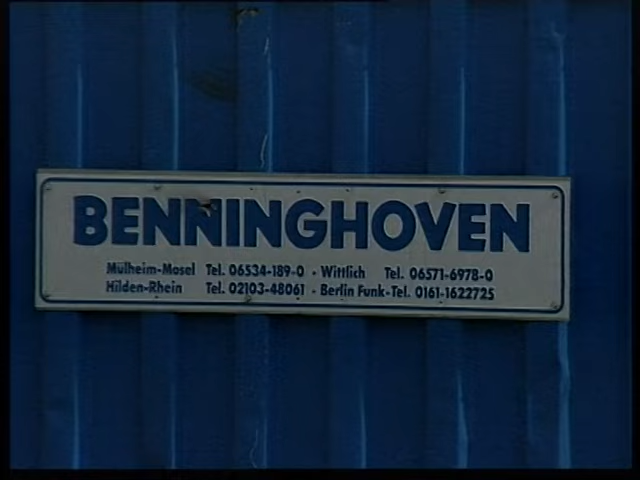 BENNINGHOVEN
Mülheim-Mosel Tel. 06534-189-0 · Wittlich Tel. 06571-6978-0
Hilden-Rhein Tel. 02103-48061 · Berlin Funk-Tel. 0161-1622725